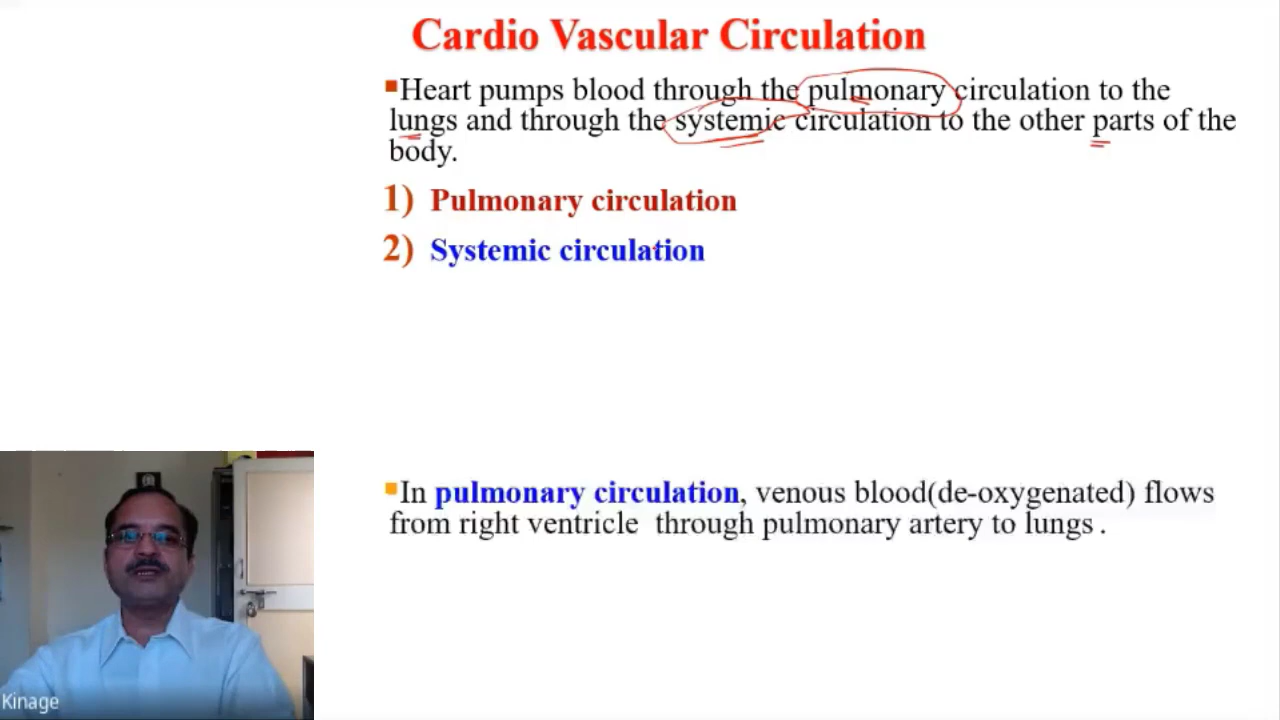 Cardio Vascular Circulation
▪Heart pumps blood through the pulmonary circulation to the
lungs and through the systemic circulation to the other parts of the
body.
1) Pulmonary circulation
2) Systemic circulation
▪In pulmonary circulation, venous blood(de-oxygenated) flows
from right ventricle through pulmonary artery to lungs .
Kinage